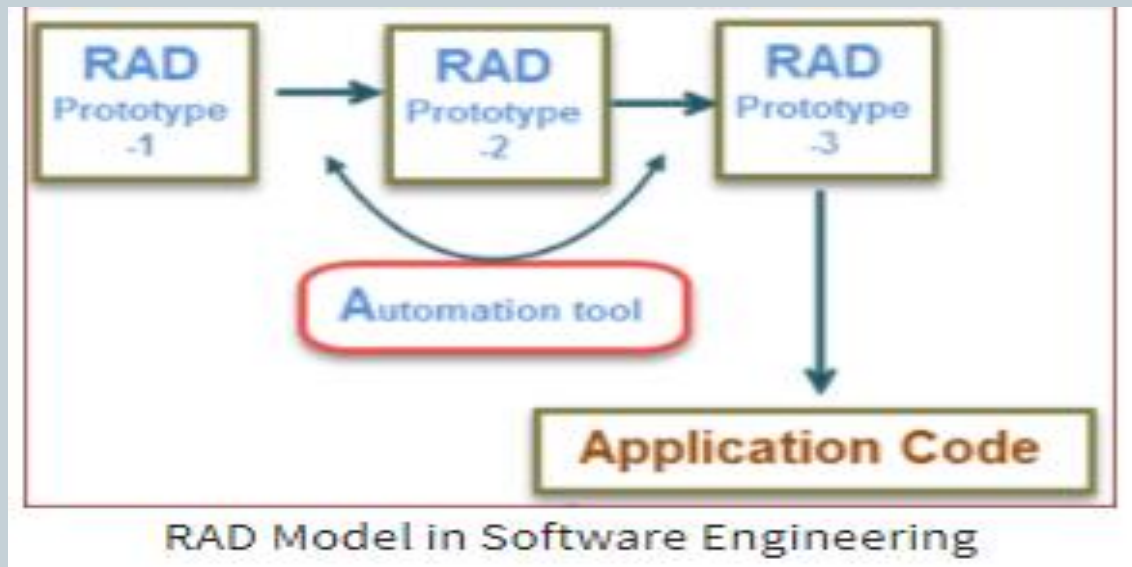 RAD
Prototype
-1
RAD
Prototype
-2
RAD
Prototype
-3
Automation tool
Application Code
RAD Model in Software Engineering